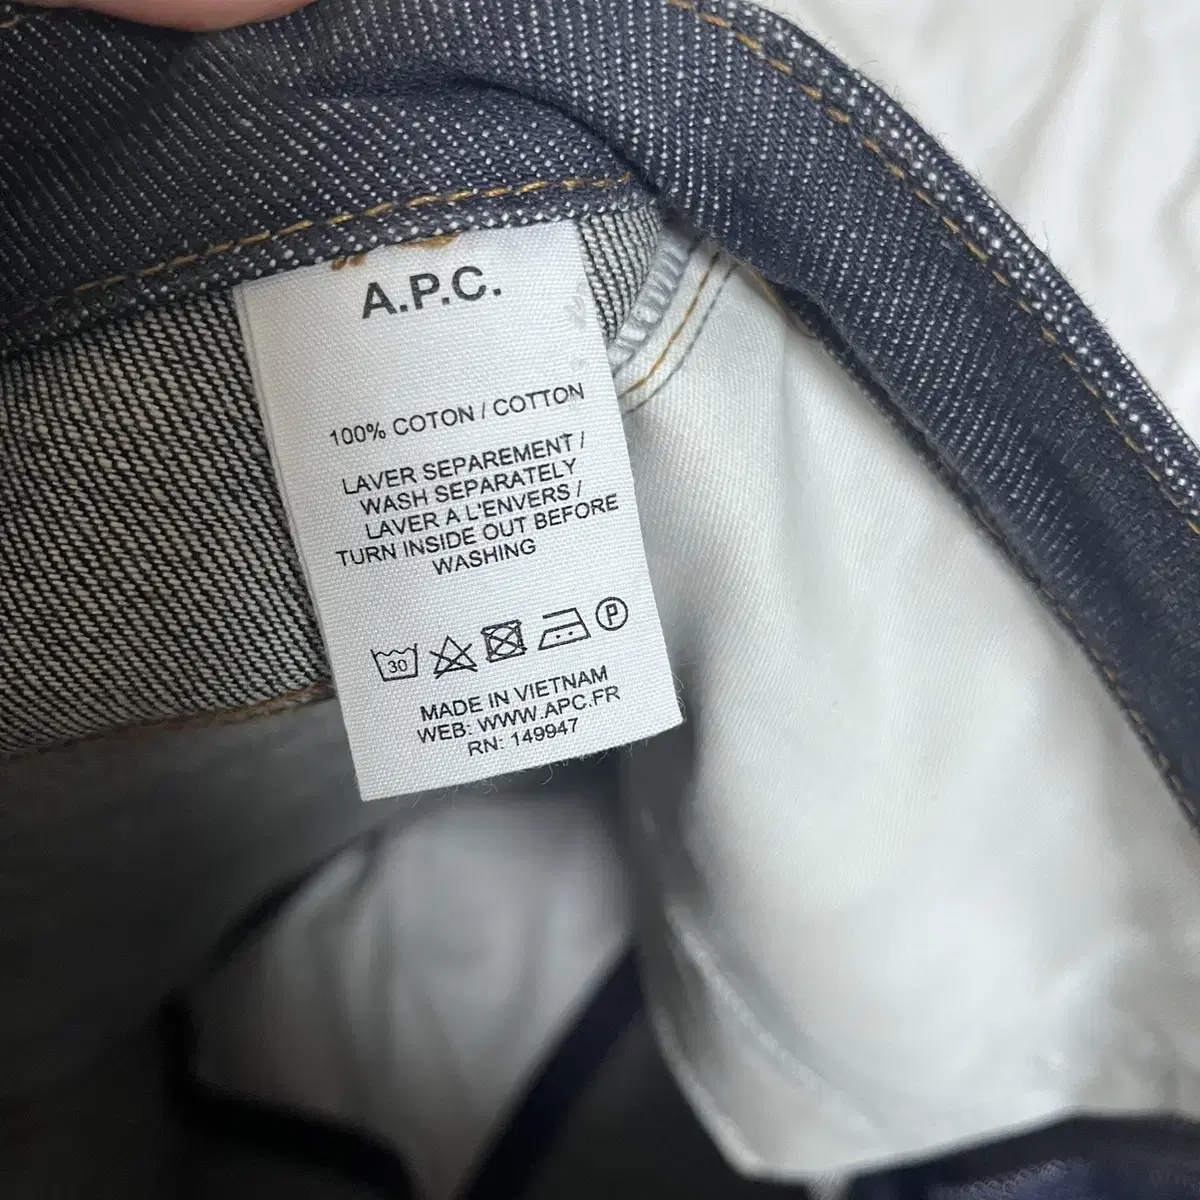 A.P.C.
100% COTON / COTTON
LAVER SEPAREMENT /
WASH SEPARATELY
LAVER A L'ENVERS /
TURN INSIDE OUT BEFORE
WASHING
30
P
MADE IN VIETNAM
WEB: WWW.APC.FR
RN: 149947